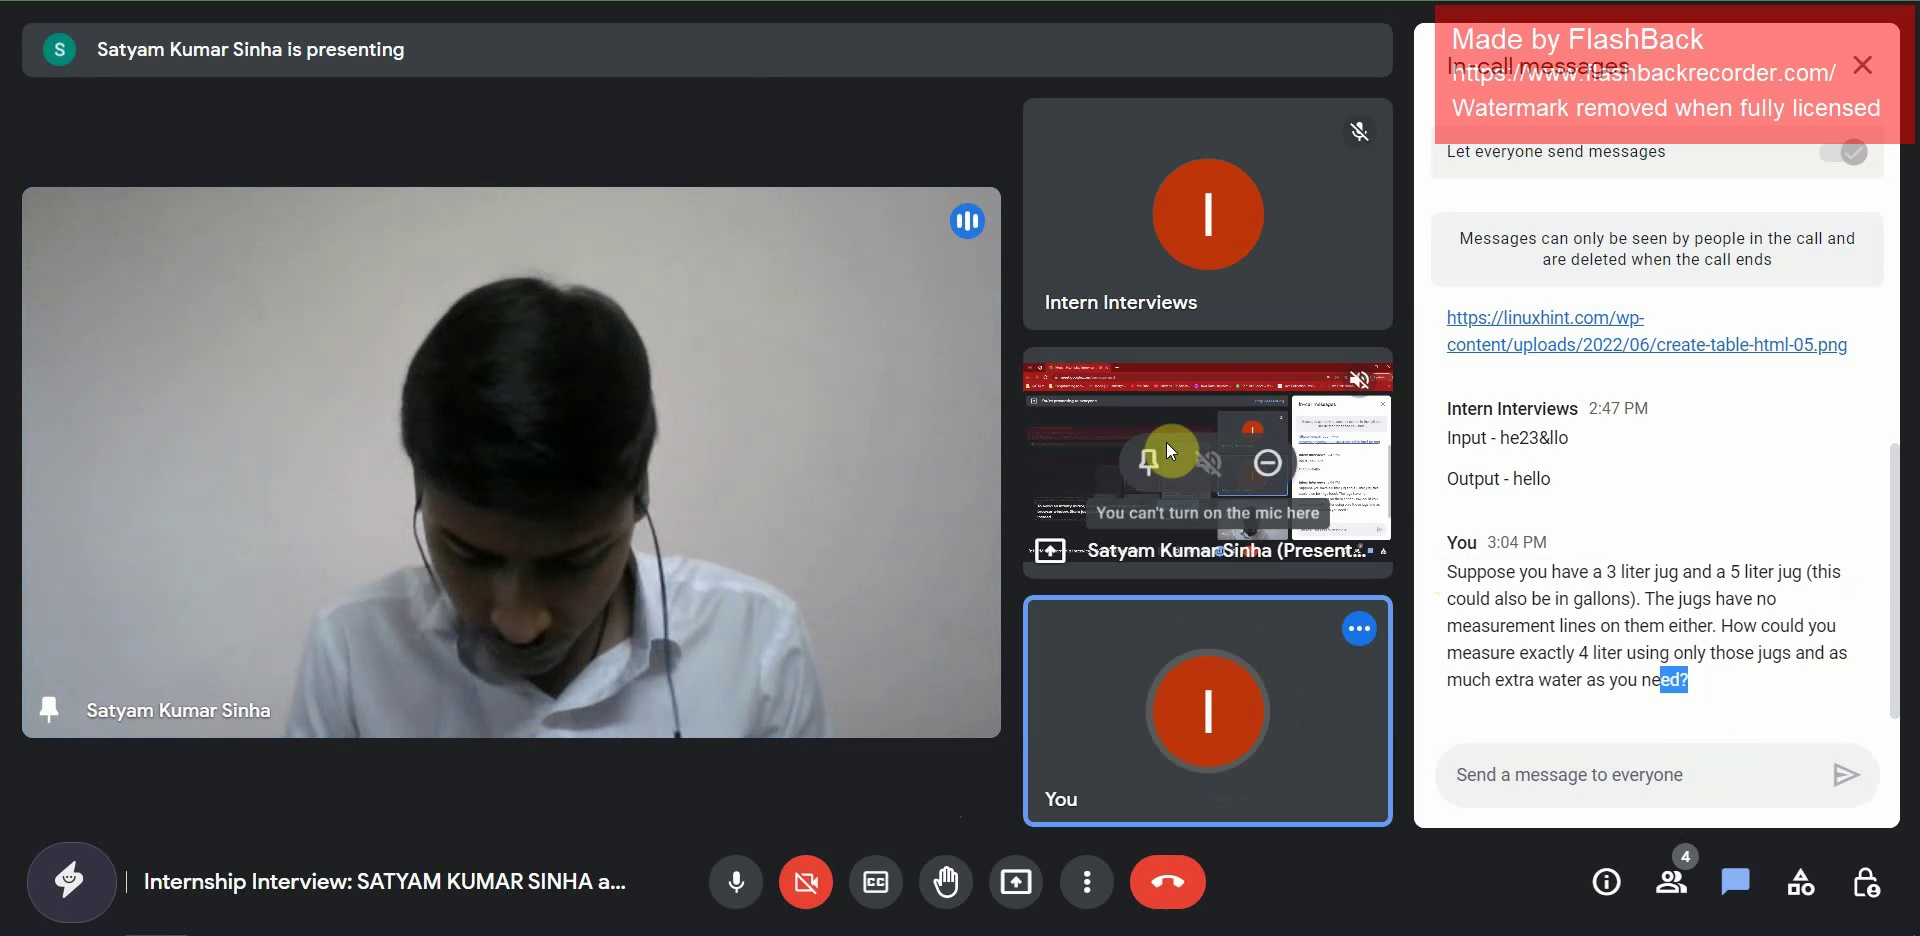 S Satyam Kumar Sinha is presenting
Made by FlashBack
In-call messages
https://www.flashbackrecorder.com/
Watermark removed when fully licensed
Let everyone send messages
Messages can only be seen by people in the call and
are deleted when the call ends
https://linuxhint.com/wp-
content/uploads/2022/06/create-table-html-05.png
Intern Interviews 2:47 PM
Input - he23&llo
Output - hello
You 3:04 PM
Suppose you have a 3 liter jug and a 5 liter jug (this
could also be in gallons). The jugs have no
measurement lines on them either. How could you
measure exactly 4 liter using only those jugs and as
much extra water as you need?
Send a message to everyone
I
Intern Interviews
In-call messages
You can't turn on the mic here
Satyam Kumar Sinha (Present...
I
You
Satyam Kumar Sinha
Internship Interview: SATYAM KUMAR SINHA a...
CC
4